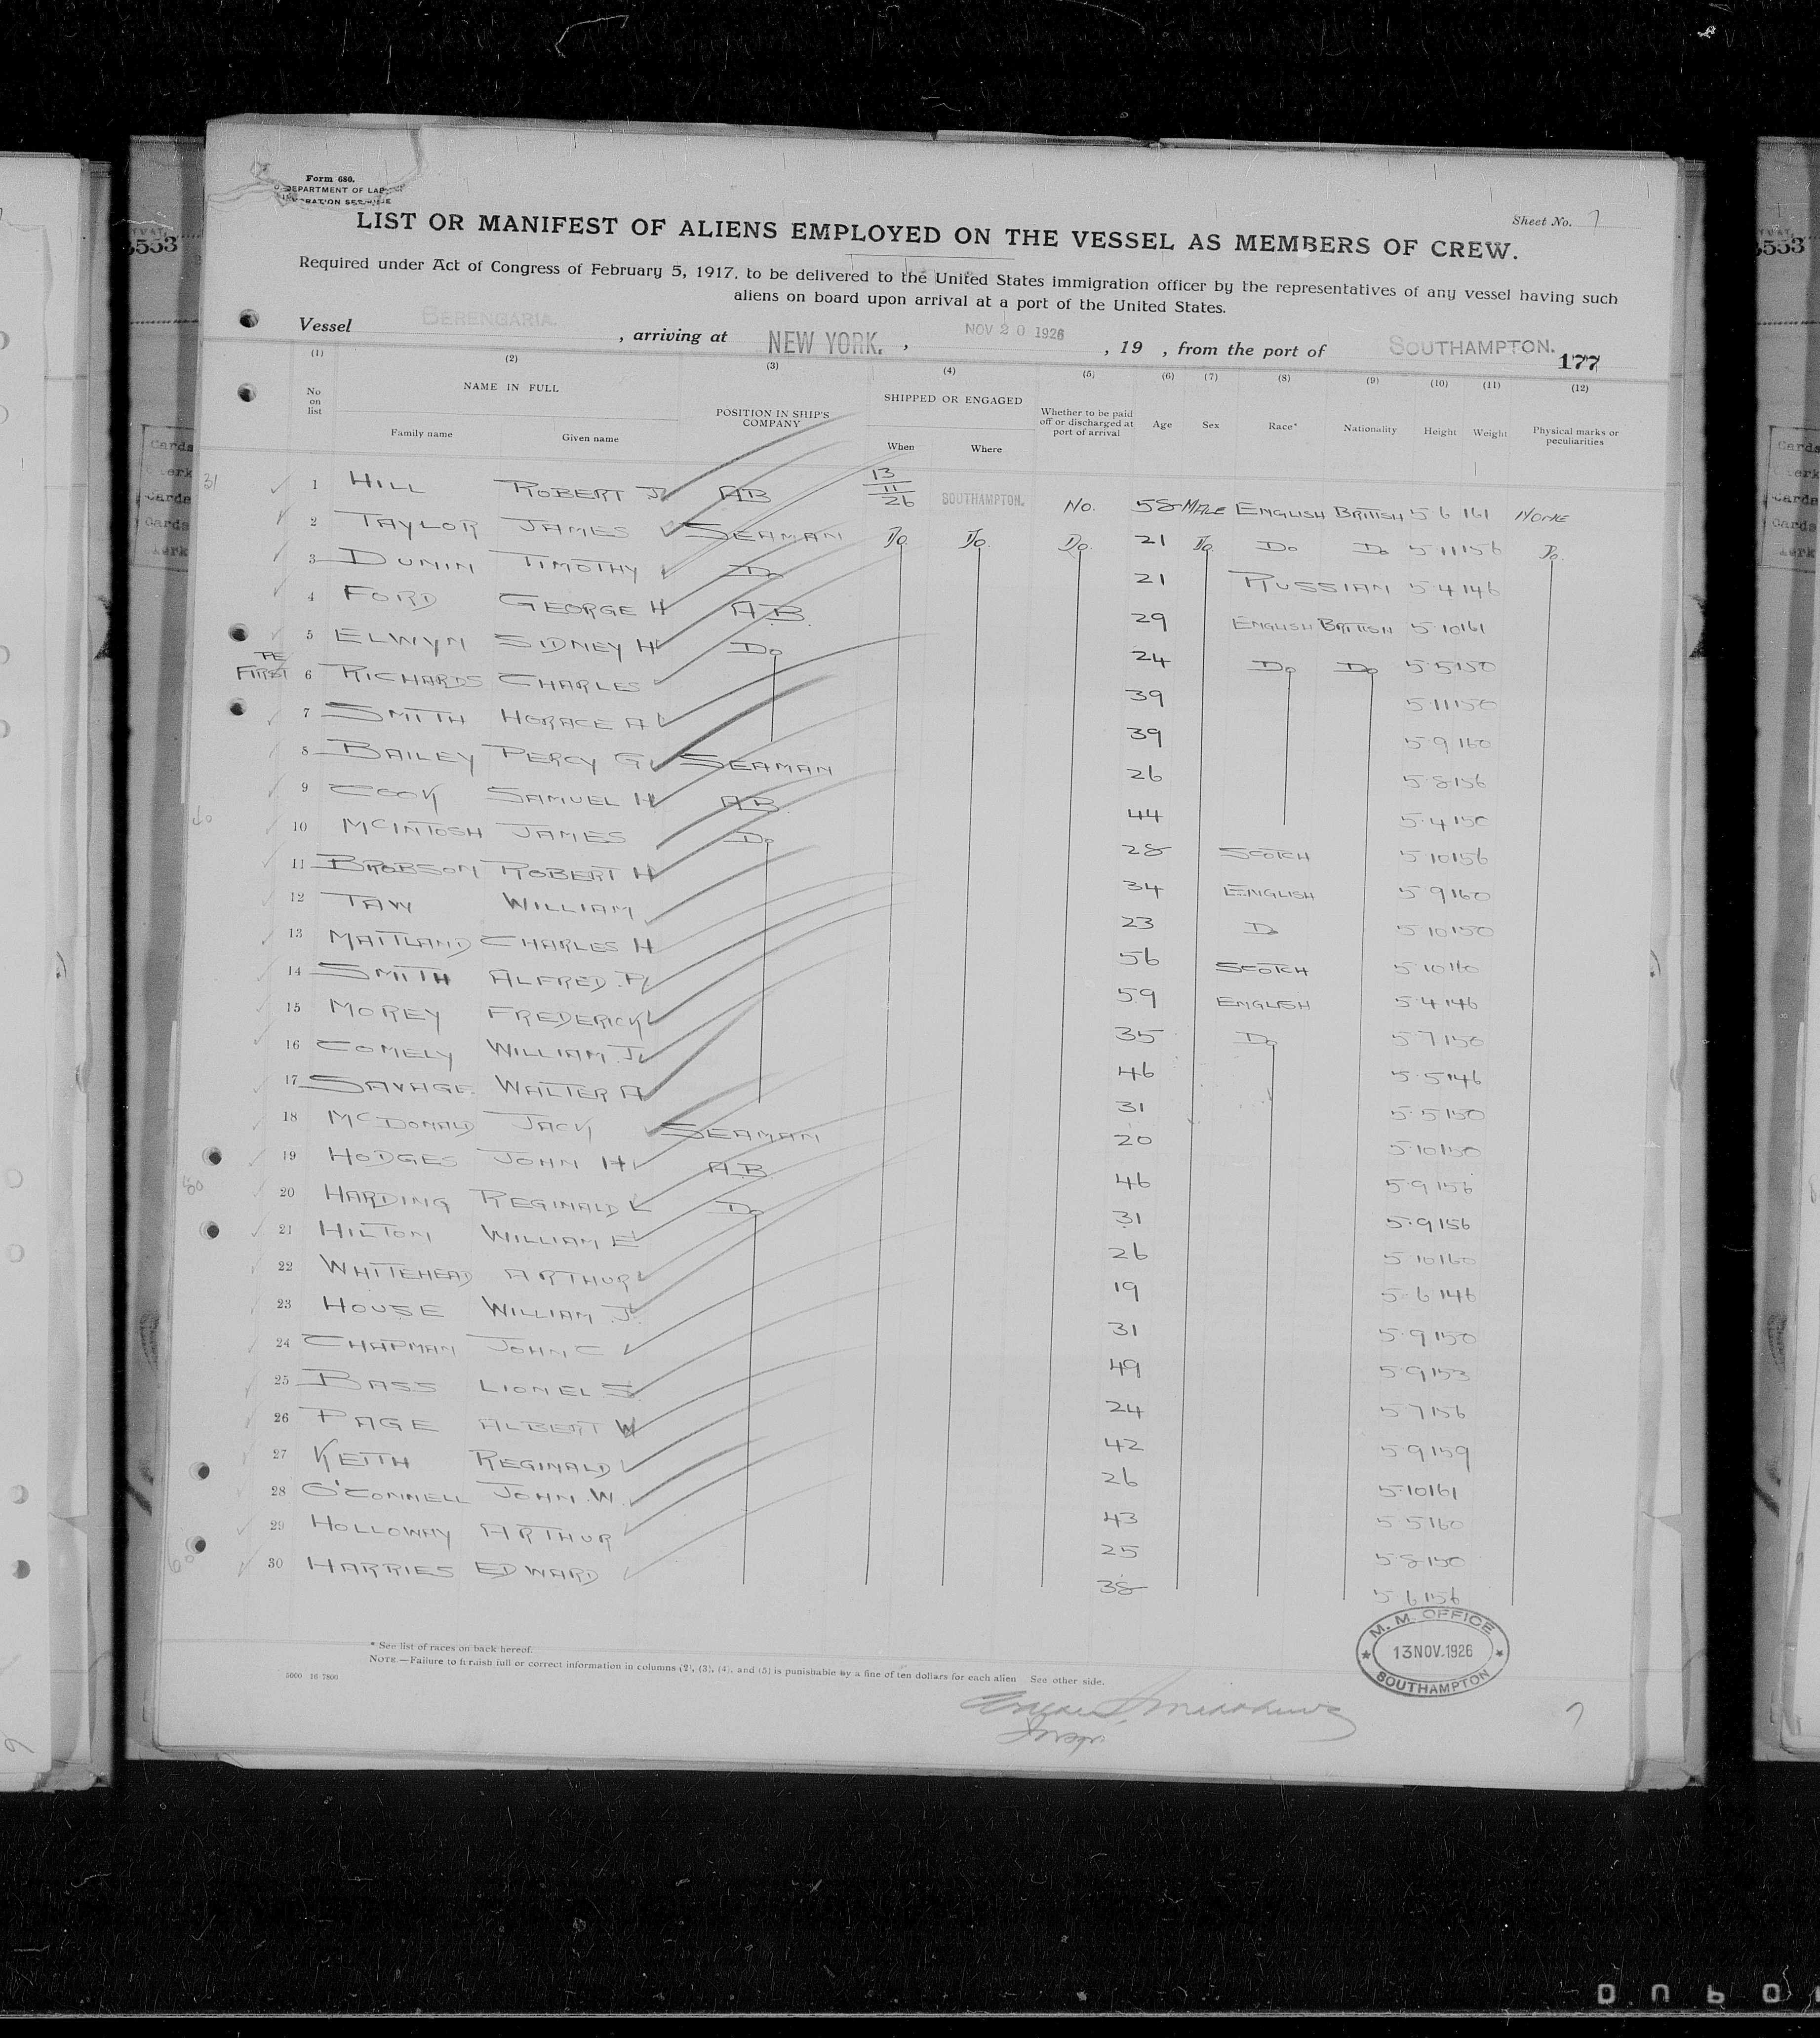 Form 680.
DEPARTMENT OF LABOR
IMMIGRATION SERVICE
Sheet No. 7
LIST OR MANIFEST OF ALIENS EMPLOYED ON THE VESSEL AS MEMBERS OF CREW.
Required under Act of Congress of February 5, 1917, to be delivered to the United States immigration officer by the representatives of any vessel having such
aliens on board upon arrival at a port of the United States.
Vessel BERENGARIA. , arriving at NEW YORK. , NOV 20 1926 , 19 , from the port of SOUTHAMPTON.
177
(1) (2) (3) (4) (5) (6) (7) (8) (9) (10) (11) (12)
No on list NAME IN FULL Family name Given name POSITION IN SHIP'S COMPANY SHIPPED OR ENGAGED When Where Whether to be paid off or discharged at port of arrival Age Sex Race* Nationality Height Weight Physical marks or peculiarities
31
1 HILL ROBERT J AB 13/11/26 SOUTHAMPTON. No. 58 MALE ENGLISH BRITISH 5 6 161 NONE
2 TAYLOR JAMES SEAMAN Do. Do. Do. 21 Do Do Do 5 11 156 Do.
3 DUNIN TIMOTHY Do 21 RUSSIAN 5 4 146
4 FORD GEORGE H A.B. 29 ENGLISH BRITISH 5 10 161
5 ELWYN SIDNEY H Do 24 Do Do 5 5 150
FIRST 6 RICHARDS CHARLES 39 5 11 150
7 SMITH HORACE A 39 5 9 160
8 BAILEY PERCY G SEAMAN 26 5 8 156
9 COOK SAMUEL H A.B. 44 5 4 150
10 MCINTOSH JAMES Do 28 SCOTCH 5 10 156
11 BROBSON ROBERT H 34 ENGLISH 5 9 160
12 TAW WILLIAM 23 Do 5 10 150
13 MAITLAND CHARLES H 56 SCOTCH 5 10 160
14 SMITH ALFRED. 59 ENGLISH 5 4 146
15 MOREY FREDERICK 35 Do 5 7 150
16 COMELY WILLIAM. J 46 5 5 146
17 SAVAGE. WALTER A 31 5 5 150
18 MCDONALD JACK SEAMAN 20 5 10 150
19 HODGES JOHN H A.B. 46 5 9 156
20 HARDING REGINALD Do 31 5 9 156
21 HILTON WILLIAM E 26 5 10 160
22 WHITEHEAD ARTHUR 19 5 6 146
23 HOUSE WILLIAM J. 31 5 9 150
24 CHAPMAN JOHN C 49 5 9 153
25 BASS LIONEL S 24 5 7 156
26 PAGE ALBERT W 42 5 9 159
27 KEITH REGINALD 26 5 10 161
28 O'CONNELL JOHN W. 43 5 5 160
29 HOLLOWAY ARTHUR 25 5 8 150
30 HARRIES EDWARD 38 5 6 156
* See list of races on back hereof.
NOTE.—Failure to furnish full or correct information in columns (2), (3), (4), and (5) is punishable by a fine of ten dollars for each alien See other side.
M. M. OFFICE
13 NOV. 1926
SOUTHAMPTON
7